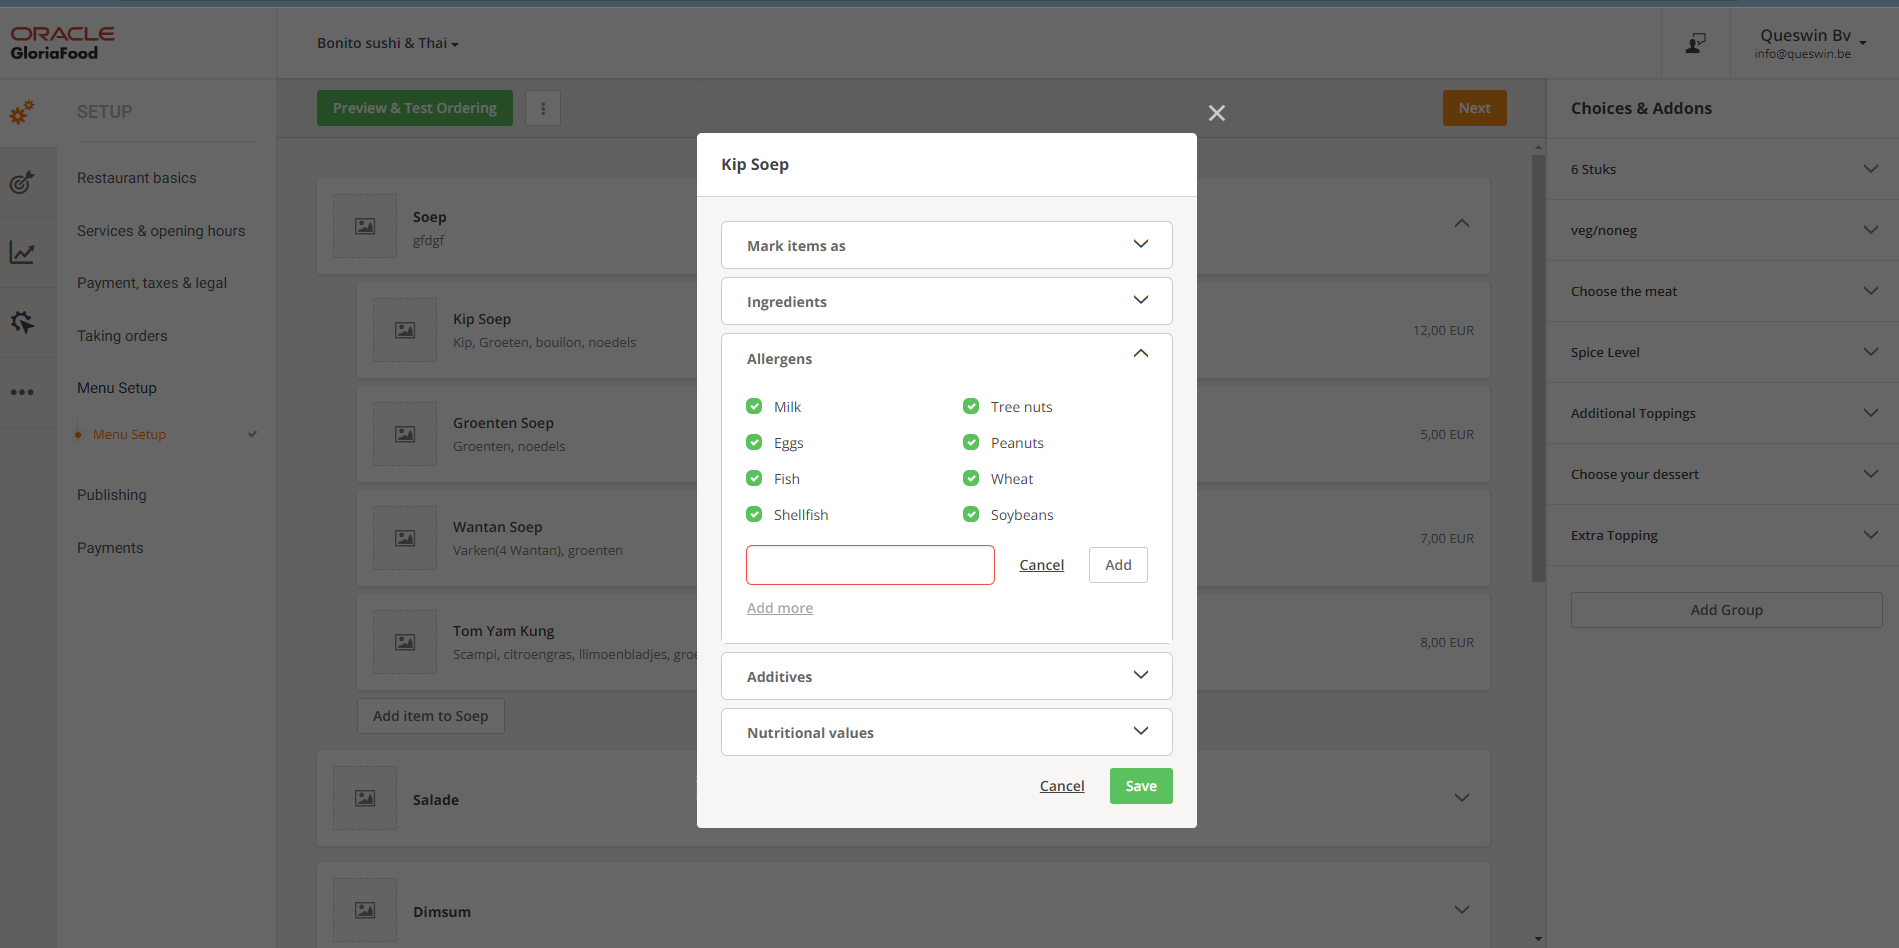 ORACLE
GloriaFood
Bonito sushi & Thai
Queswin Bv
info@queswin.be
SETUP
Restaurant basics
Services & opening hours
Payment, taxes & legal
Taking orders
Menu Setup
Menu Setup
Publishing
Payments
Preview & Test Ordering
Next
Soep
gfdgf
Kip Soep
Kip, Groeten, bouilon, noedels
12,00 EUR
Groenten Soep
Groenten, noedels
5,00 EUR
Wantan Soep
Varken(4 Wantan), groenten
7,00 EUR
Tom Yam Kung
Scampi, citroengras, llimoenbladjes, groe
8,00 EUR
Add item to Soep
Salade
Dimsum
Kip Soep
Mark items as
Ingredients
Allergens
Milk
Tree nuts
Eggs
Peanuts
Fish
Wheat
Shellfish
Soybeans
Cancel
Add
Add more
Additives
Nutritional values
Cancel
Save
Choices & Addons
6 Stuks
veg/noneg
Choose the meat
Spice Level
Additional Toppings
Choose your dessert
Extra Topping
Add Group